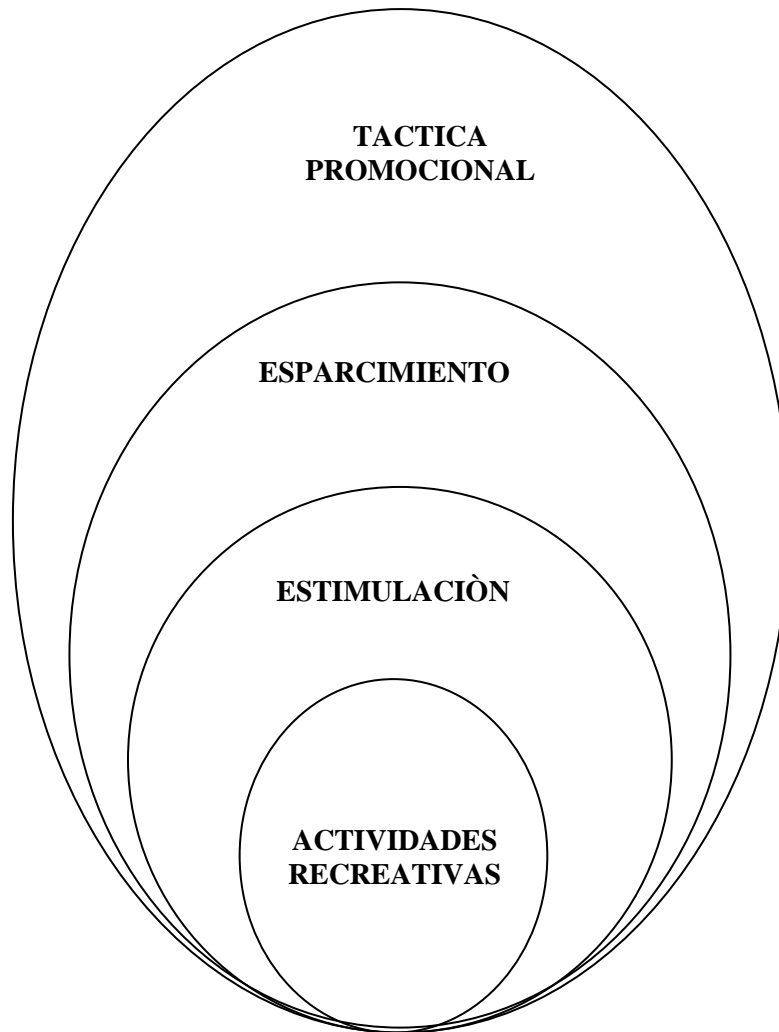 TACTICA
PROMOCIONAL
ESPARCIMIENTO
ESTIMULACIÒN
ACTIVIDADES
RECREATIVAS